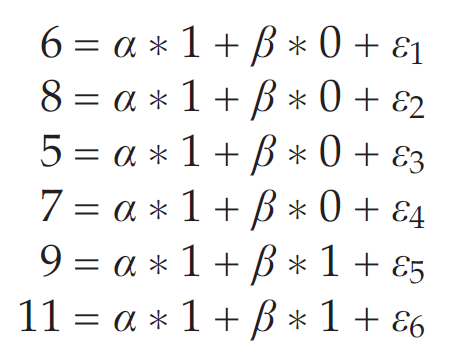 6 = α * 1 + β * 0 + ε₁
8 = α * 1 + β * 0 + ε₂
5 = α * 1 + β * 0 + ε₃
7 = α * 1 + β * 0 + ε₄
9 = α * 1 + β * 1 + ε₅
11 = α * 1 + β * 1 + ε₆